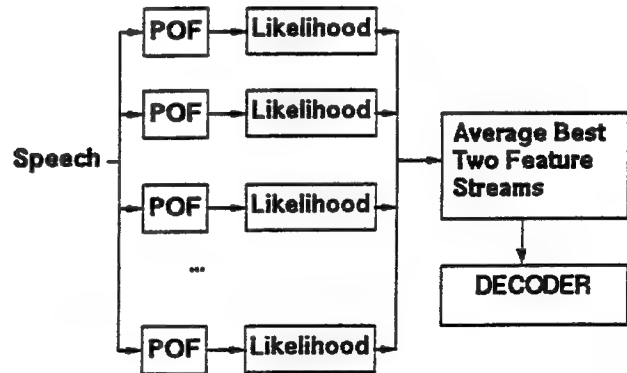 POF Likelihood
POF Likelihood
Speech
Average Best
Two Feature
Streams
POF Likelihood
...
DECODER
POF Likelihood